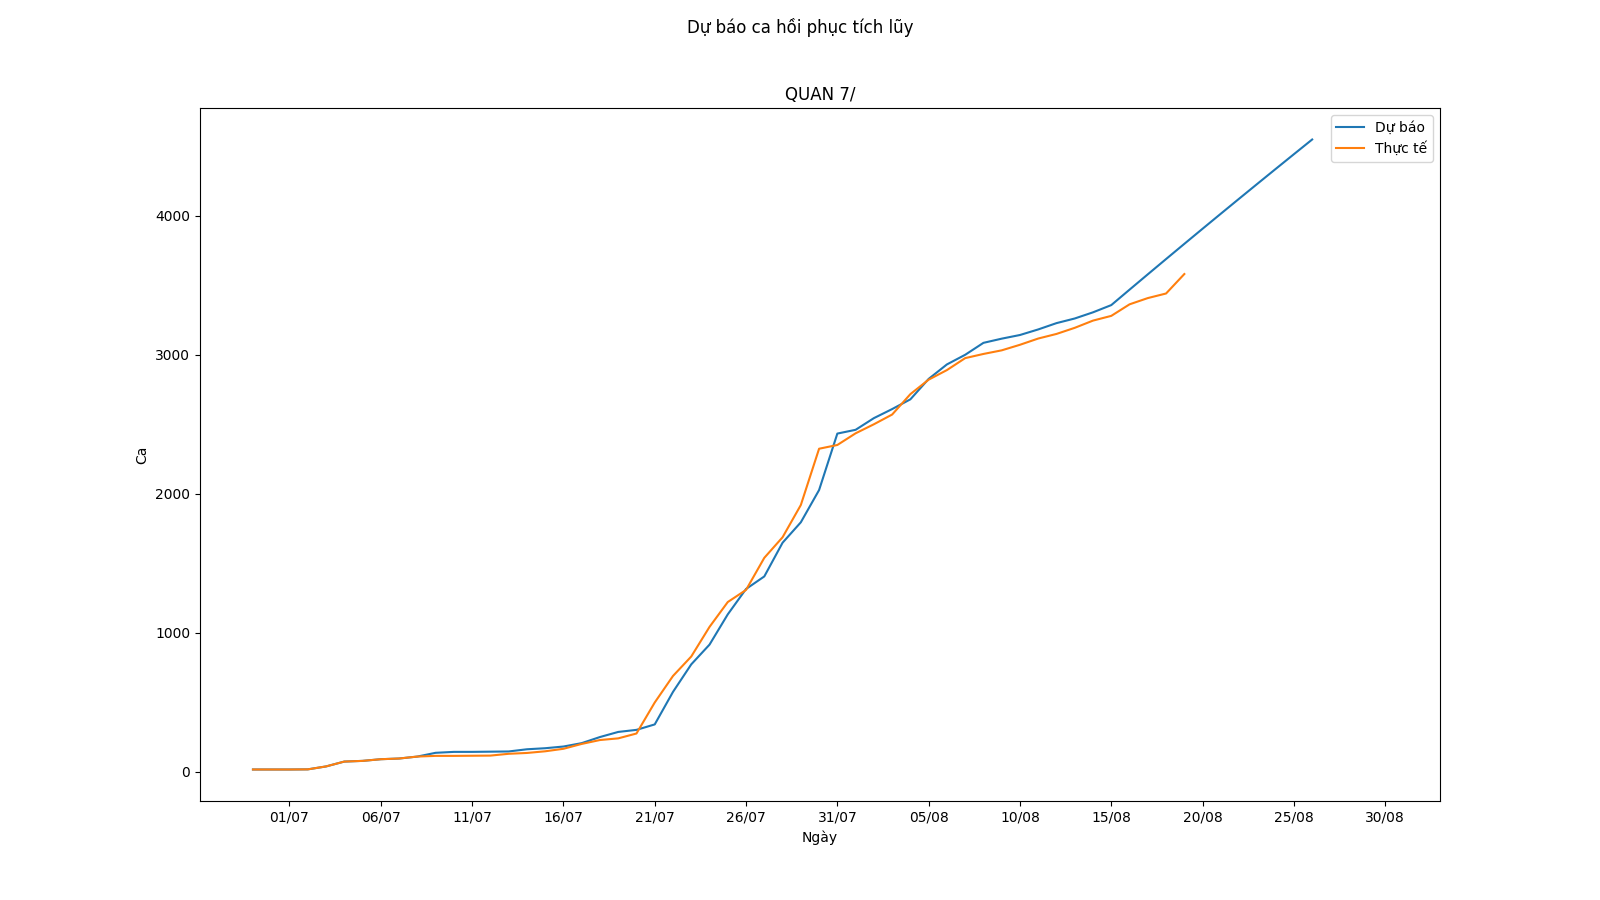 Dự báo ca hồi phục tích lũy
QUAN 7/
Dự báo
Thực tế
4000
3000
2000
1000
0
Ca
01/07 06/07 11/07 16/07 21/07 26/07 31/07 05/08 10/08 15/08 20/08 25/08 30/08
Ngày